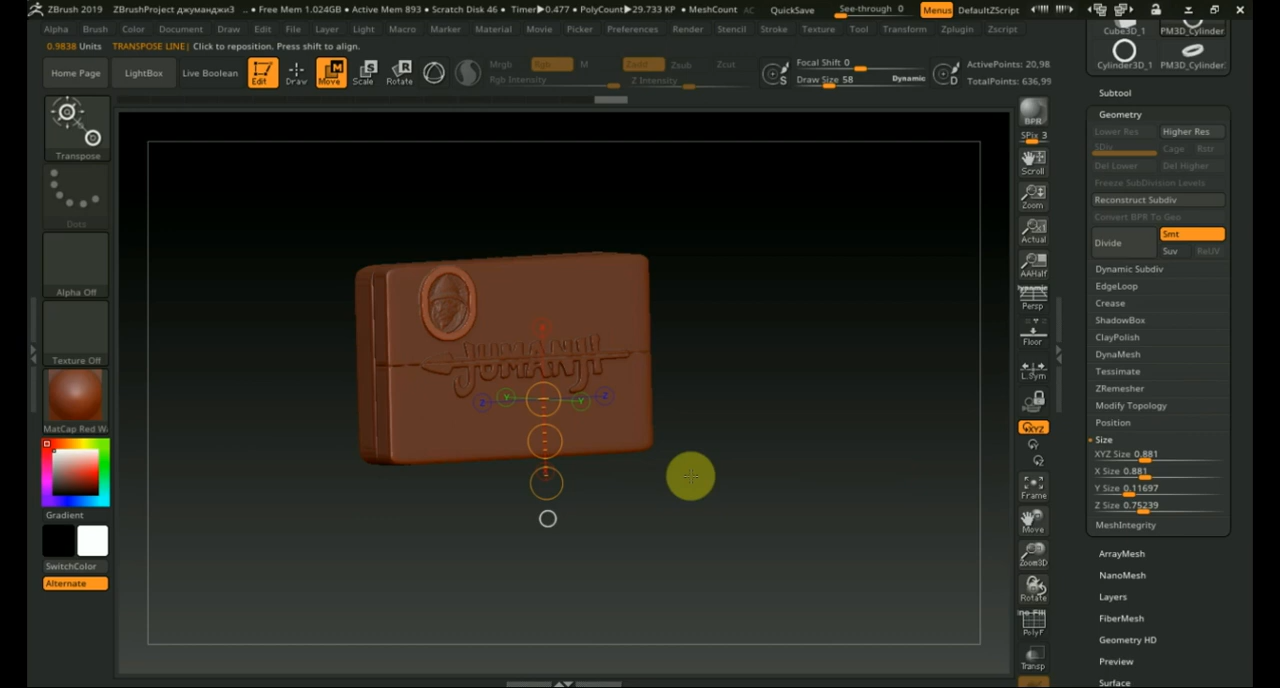 ZBrush 2019 ZBrushProject джуманджи3 .. • Free Mem 1.024GB • Active Mem 893 • Scratch Disk 46 • Timer▶0.477 • PolyCount▶29.733 KP • MeshCount AC QuickSave See-through 0 Menus DefaultZScript
Alpha Brush Color Document Draw Edit File Layer Light Macro Marker Material Movie Picker Preferences Render Stencil Stroke Texture Tool Transform Zplugin Zscript
0.9838 Units TRANSPOSE LINE| Click to reposition. Press shift to align.
Home Page LightBox Live Boolean Edit Draw Move Scale Rotate
Mrgb Rgb M Zadd Zsub Zcut
Rgb Intensity Z Intensity
S Focal Shift 0
Draw Size 58 Dynamic D
ActivePoints: 20,98
TotalPoints: 636,99
Transpose
Dots
Alpha Off
Texture Off
MatCap Red W
Gradient
SwitchColor
Alternate
JUMANJI
Z Y Y Z
BPR
SPix 3
Scroll
Zoom
Actual
AAHalf
Dynamic
Persp
Floor
L.Sym
XYZ
Frame
Move
Zoom3D
Rotate
PolyF
Transp
Cube3D_1 PM3D_Cylinder
Cylinder3D_1 PM3D_Cylinder
Subtool
Geometry
Lower Res Higher Res
SDiv Cage Rstr
Del Lower Del Higher
Freeze SubDivision Levels
Reconstruct Subdiv
Convert BPR To Geo
Divide Smt
Suv ReUV
Dynamic Subdiv
EdgeLoop
Crease
ShadowBox
ClayPolish
DynaMesh
Tessimate
ZRemesher
Modify Topology
Position
Size
XYZ Size 0.881
X Size 0.881
Y Size 0.11697
Z Size 0.75239
MeshIntegrity
ArrayMesh
NanoMesh
Layers
FiberMesh
Geometry HD
Preview
Surface